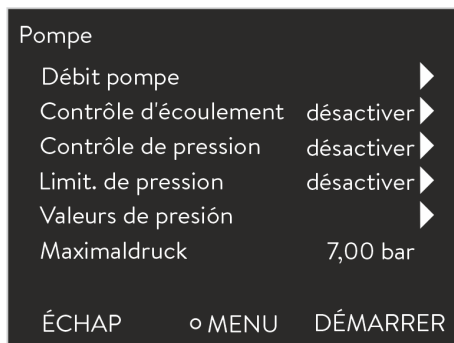 Pompe
Débit pompe
Contrôle d'écoulement désactiver
Contrôle de pression désactiver
Limit. de pression désactiver
Valeurs de presión
Maximaldruck 7,00 bar
ÉCHAP MENU DÉMARRER